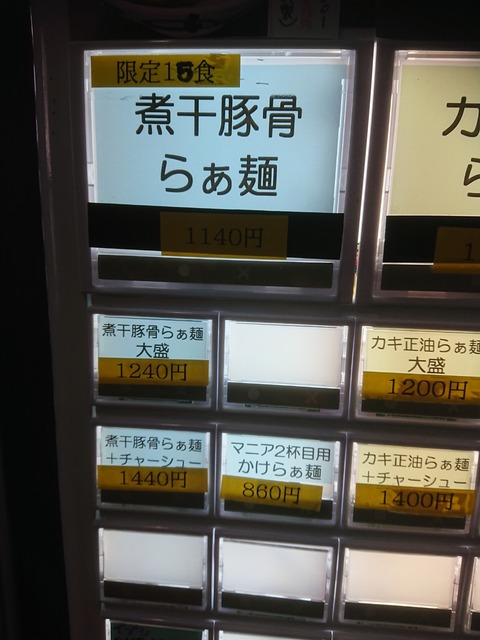 限定15食
煮干豚骨
らぁ麺
1140円
カ
ら
1
煮干豚骨らぁ麺
大盛
1240円
カキ正油らぁ麺
大盛
1200円
煮干豚骨らぁ麺
+チャーシュー
1440円
マニア2杯目用
かけらぁ麺
860円
カキ正油らぁ麺
+チャーシュー
1400円